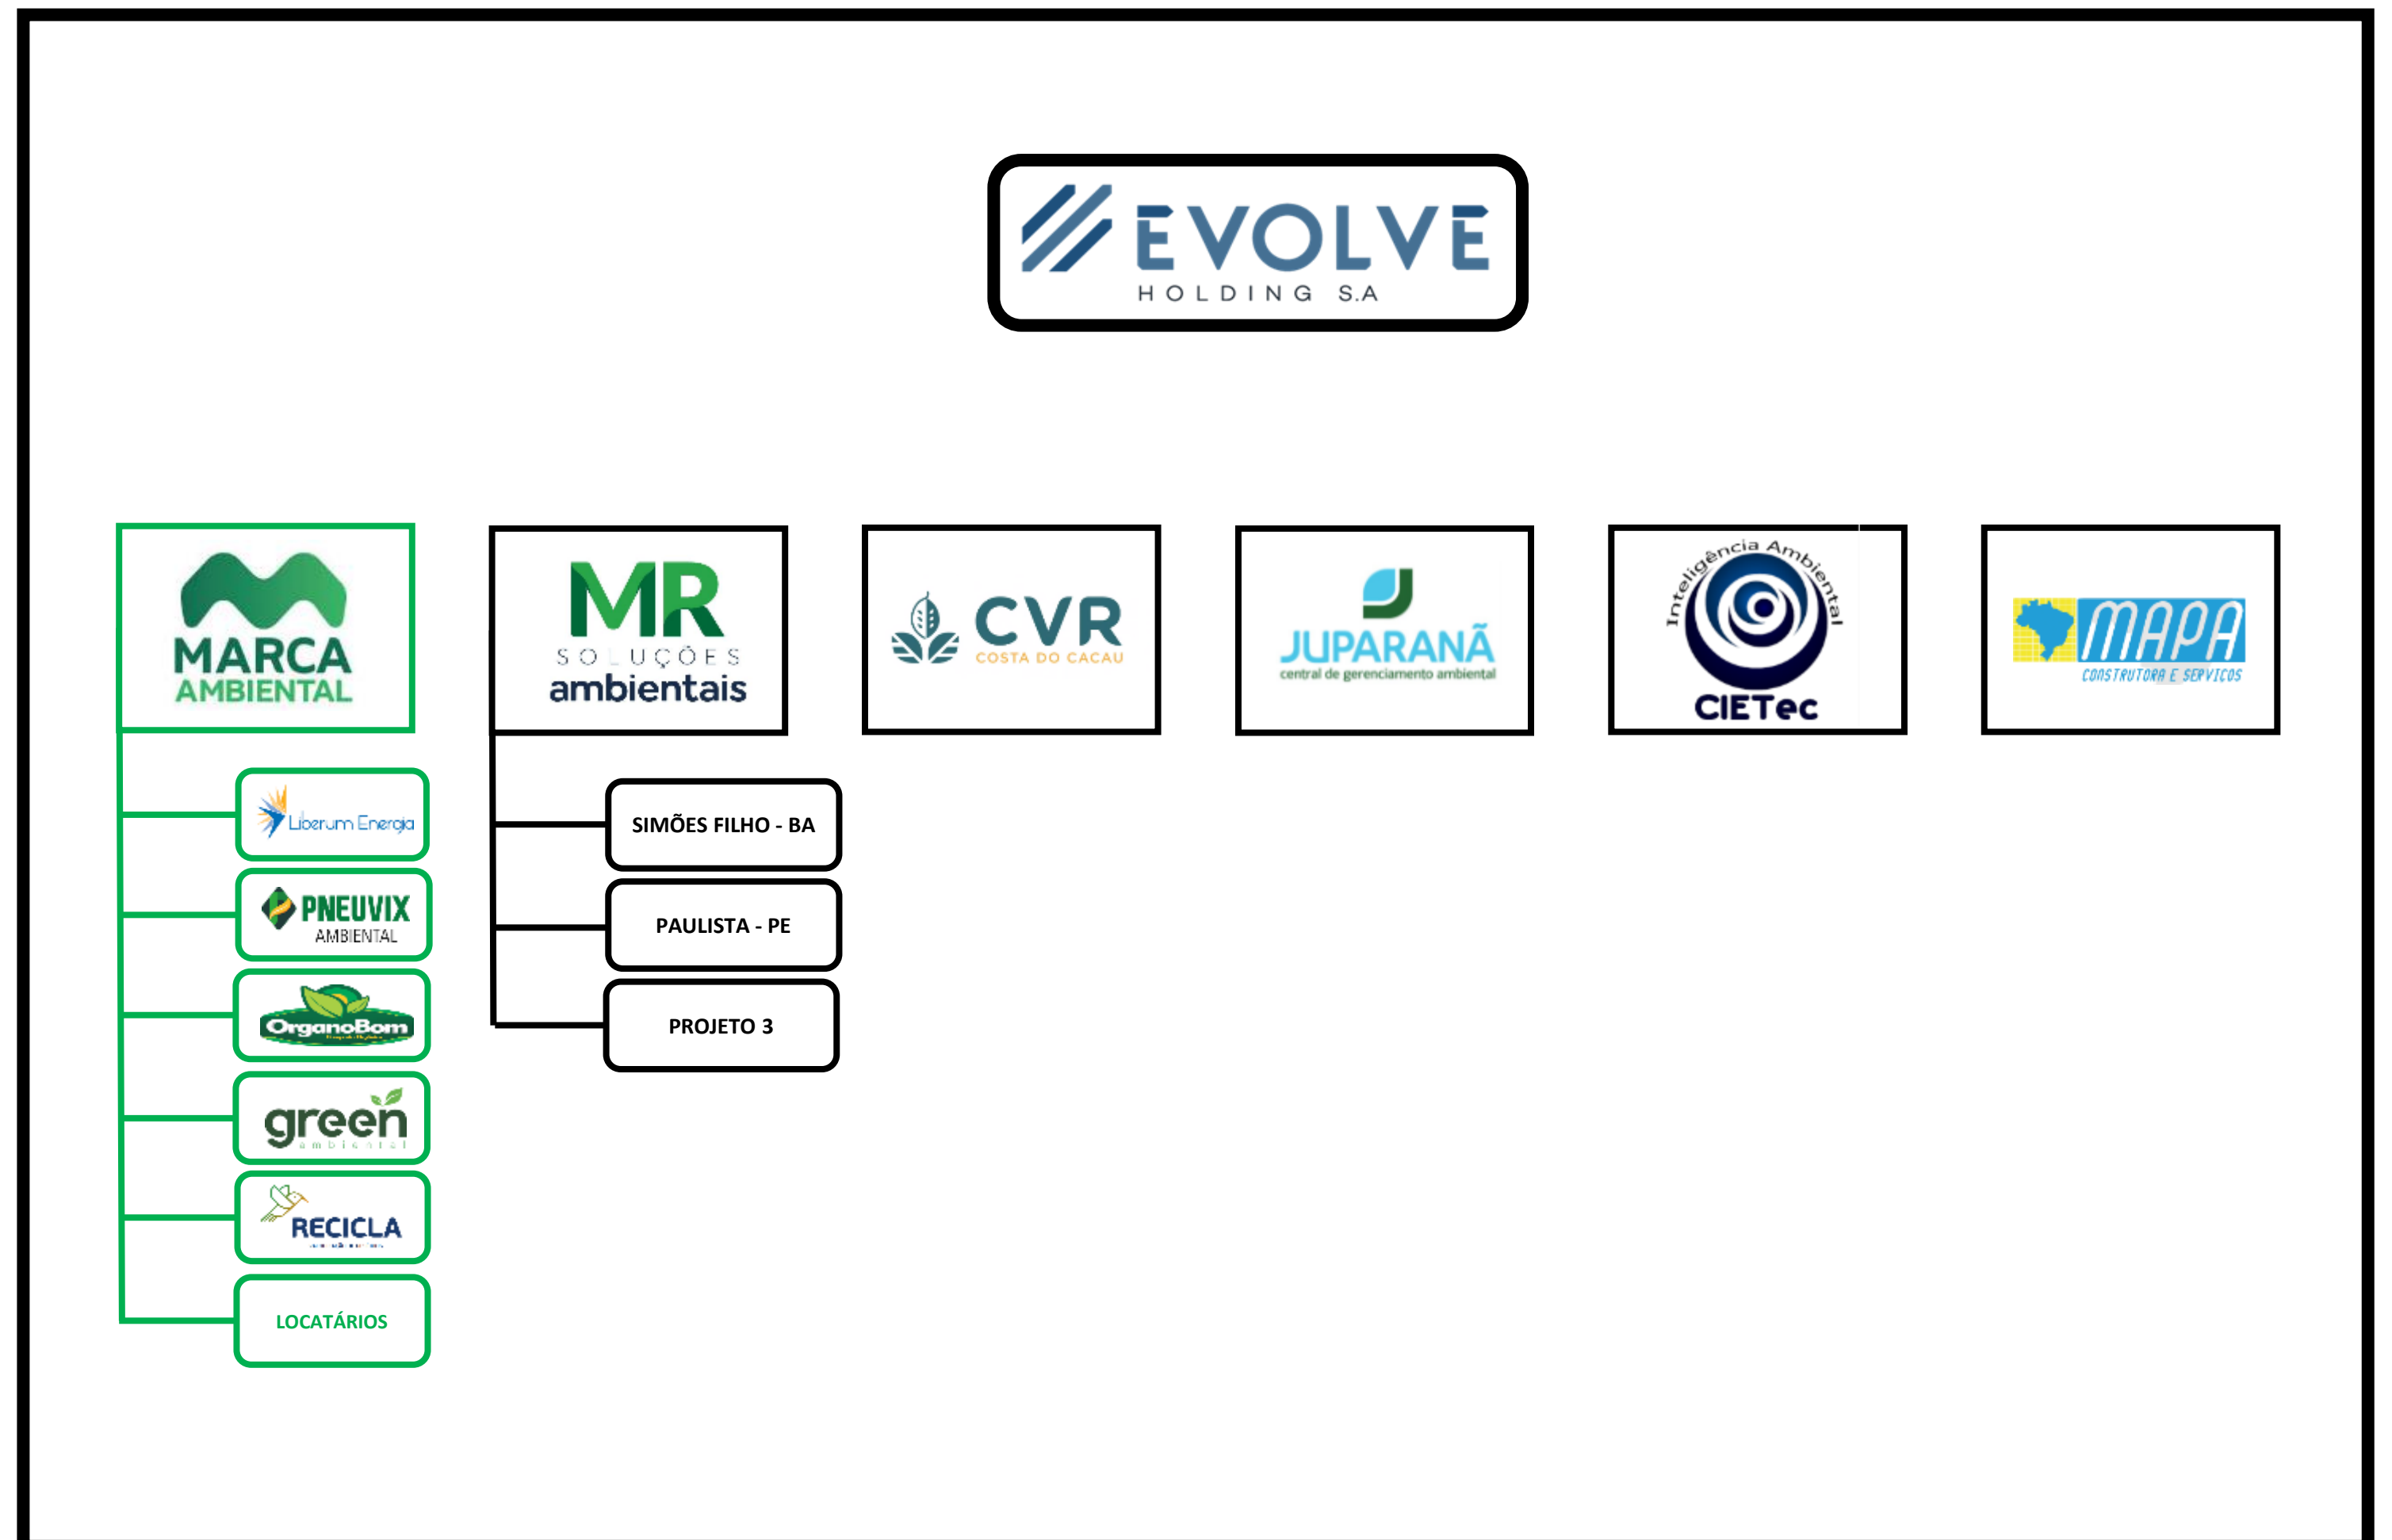 EVOLVE
HOLDING S.A
MARCA
AMBIENTAL
MR
SOLUÇÕES
ambientais
CVR
COSTA DO CACAU
JUPARANÃ
central de gerenciamento ambiental
Inteligência Ambiental
CIETec
MAPA
CONSTRUTORA E SERVIÇOS
Liberum Energia
PNEUVIX
AMBIENTAL
OrganoBom
green
ambiental
RECICLA
LOCATÁRIOS
SIMÕES FILHO - BA
PAULISTA - PE
PROJETO 3